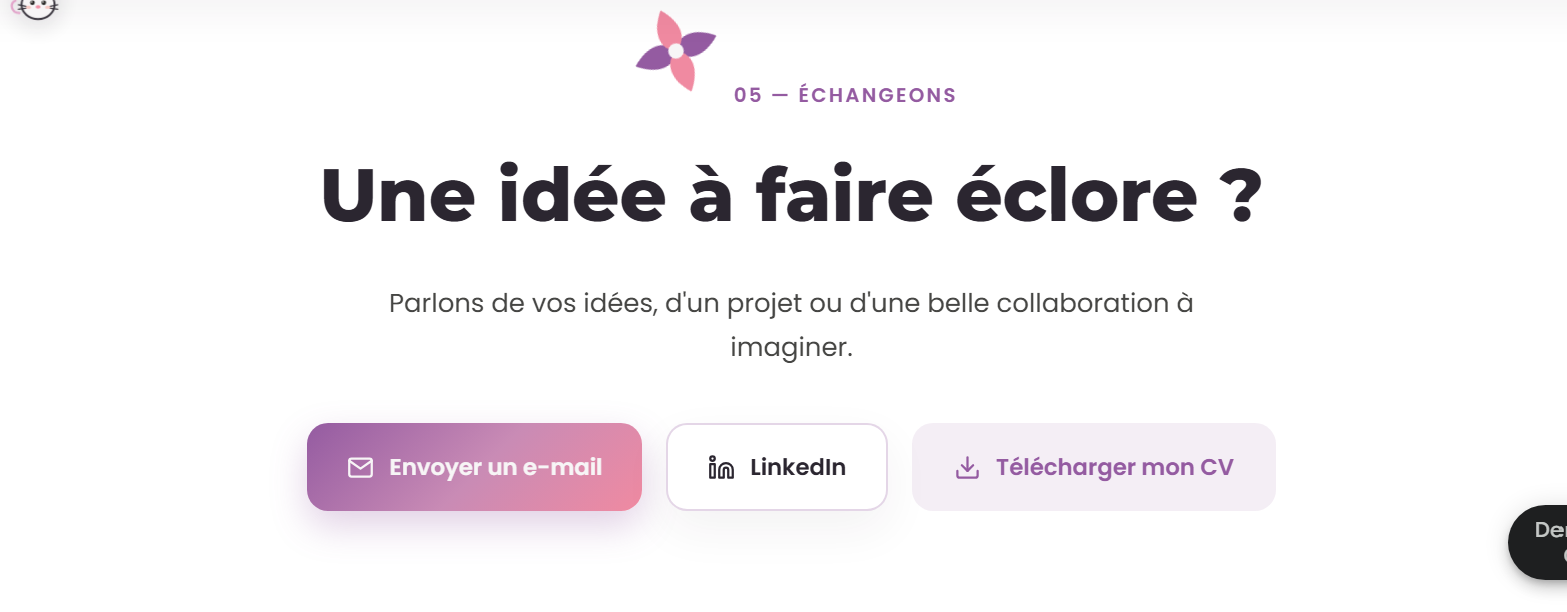 05 — ÉCHANGEONS
Une idée à faire éclore ?
Parlons de vos idées, d'un projet ou d'une belle collaboration à
imaginer.
Envoyer un e-mail
LinkedIn
Télécharger mon CV